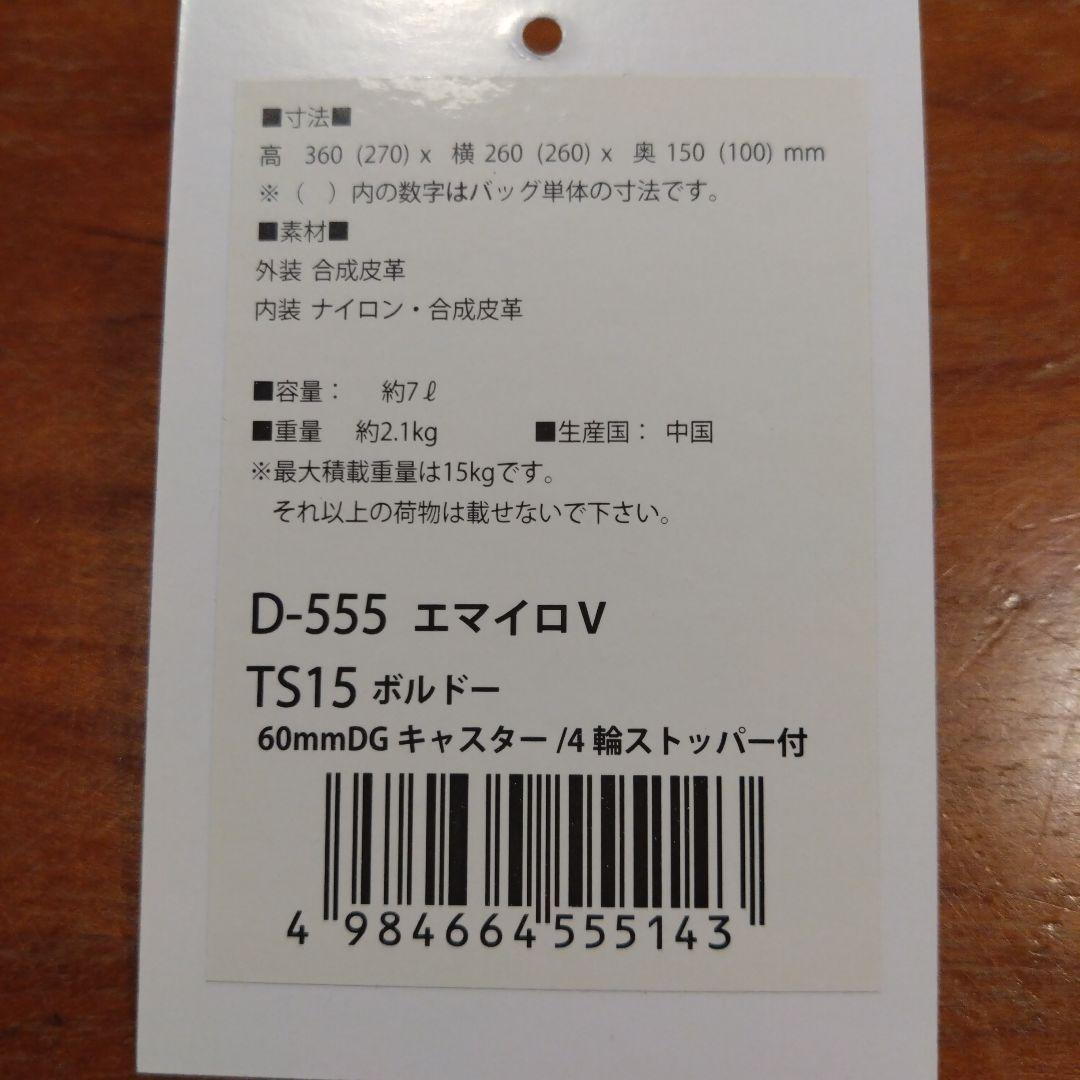 ■寸法■
高 360 (270) x 横 260 (260) x 奥 150 (100) mm
※（ ）内の数字はバッグ単体の寸法です。
■素材■
外装 合成皮革
内装 ナイロン・合成皮革
■容量： 約7ℓ
■重量 約2.1kg ■生産国： 中国
※最大積載重量は15kgです。
それ以上の荷物は載せないで下さい。
D-555 エマイロV
TS15 ボルドー
60mmDG キャスター /4 輪ストッパー付
4 984664 555143